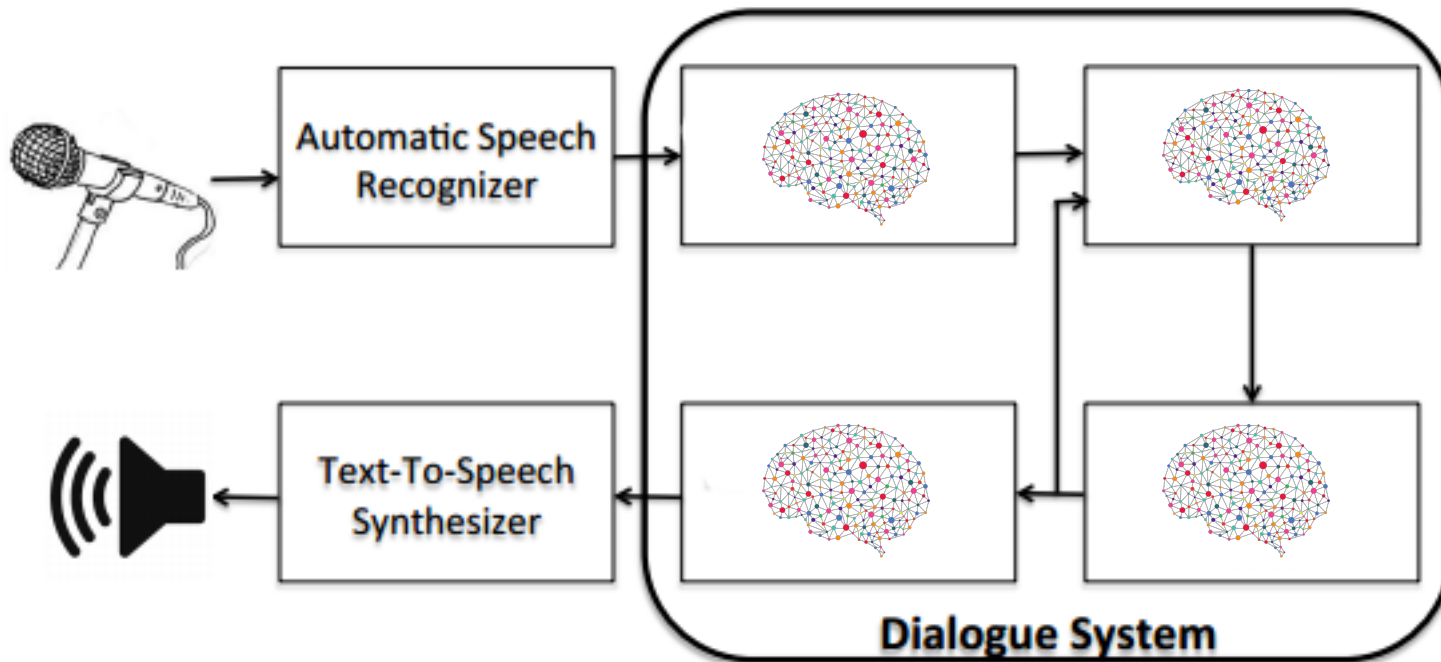 Automatic Speech
Recognizer
Text-To-Speech
Synthesizer
Dialogue System